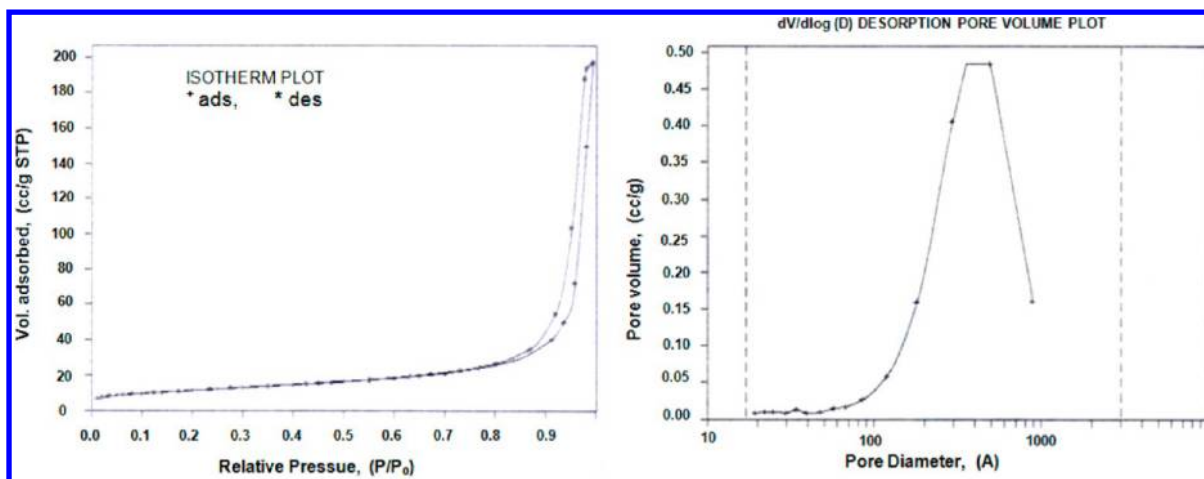 ISOTHERM PLOT
+ ads, * des
Vol. adsorbed, (cc/g STP)
200
180
160
140
120
100
80
60
40
20
0
0.0 0.1 0.2 0.3 0.4 0.5 0.6 0.7 0.8 0.9
Relative Pressue, (P/P₀)
dV/dlog (D) DESORPTION PORE VOLUME PLOT
Pore volume, (cc/g)
0.50
0.45
0.40
0.35
0.30
0.25
0.20
0.15
0.10
0.05
0.00
10 100 1000
Pore Diameter, (A)